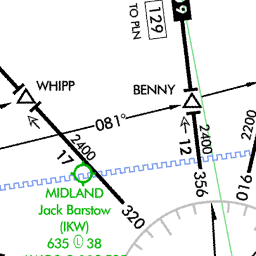 129
TO PLN
WHIPP
BENNY
081°
2400
17
2400
12
2200
MIDLAND
Jack Barstow
(IKW)
635 Ⓛ 38
320
356
016